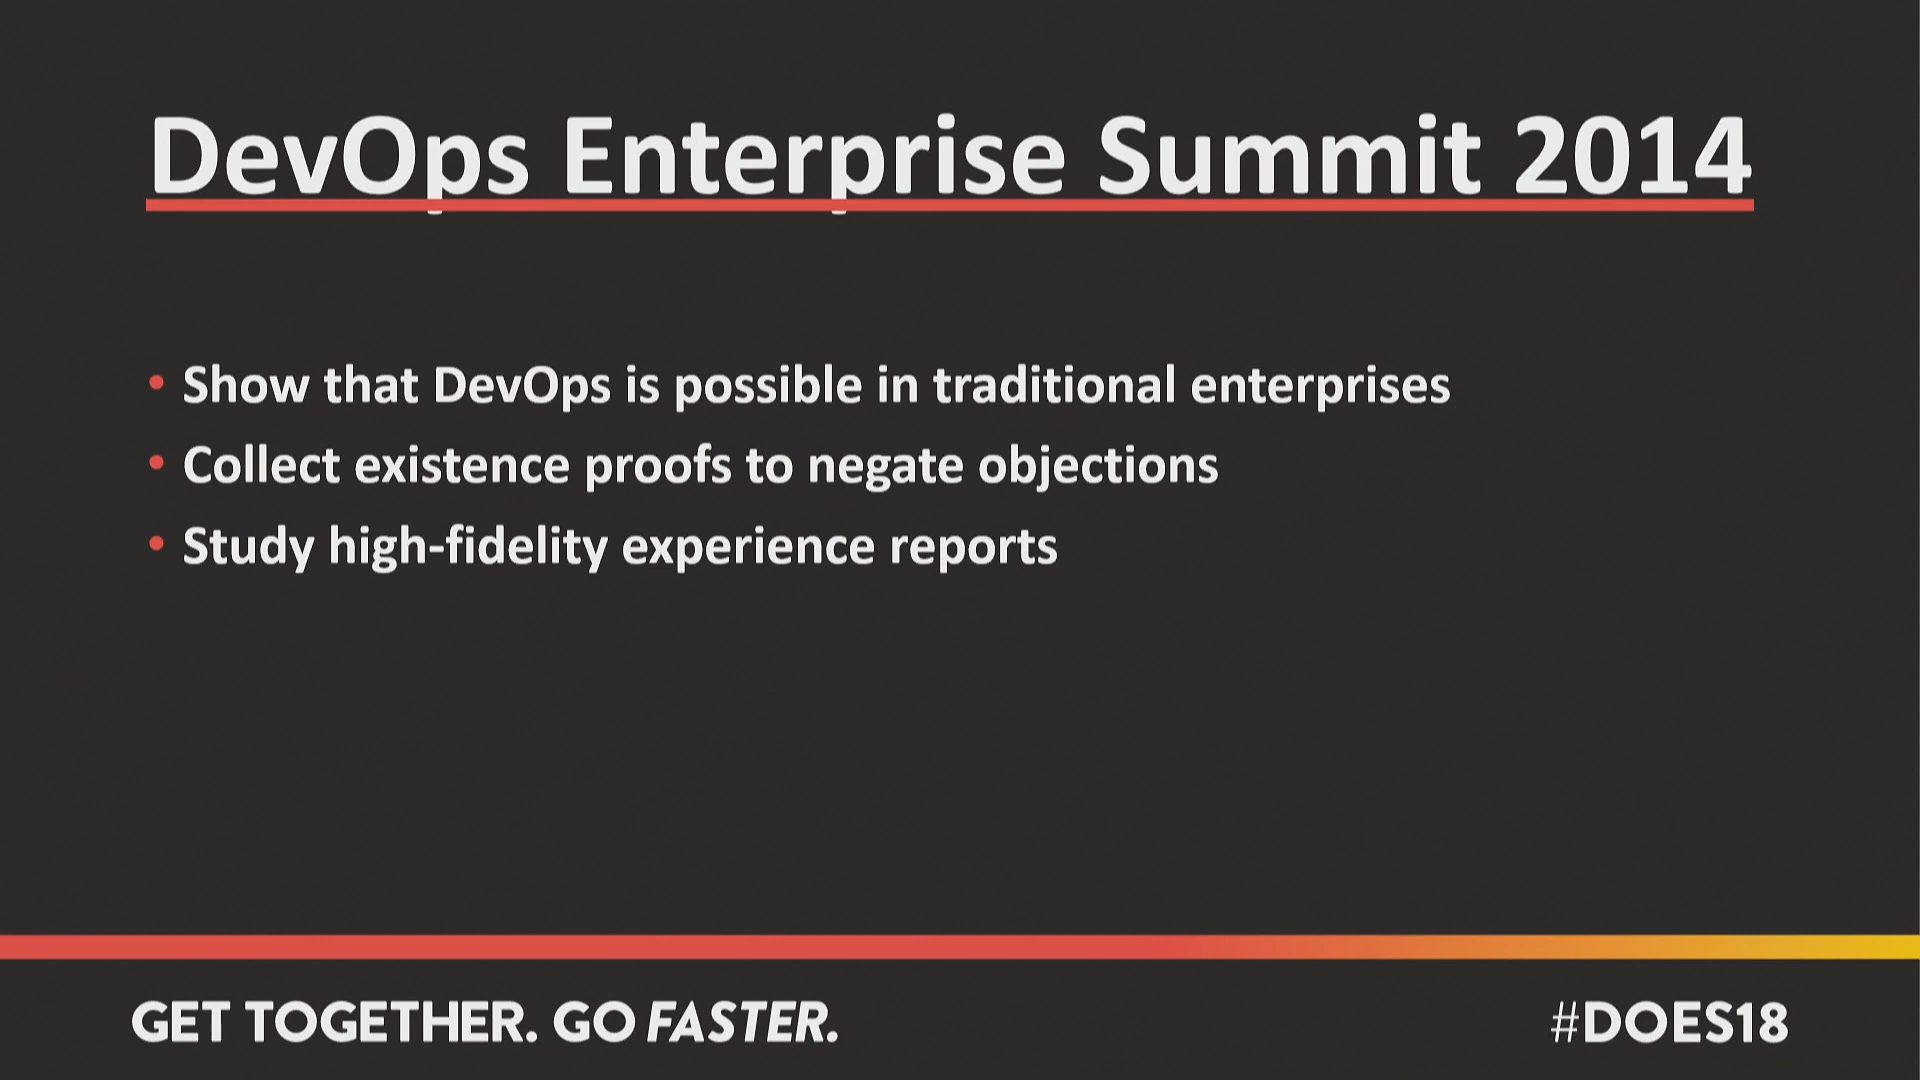 DevOps Enterprise Summit 2014
• Show that DevOps is possible in traditional enterprises
• Collect existence proofs to negate objections
• Study high-fidelity experience reports
GET TOGETHER. GO FASTER.
#DOES18